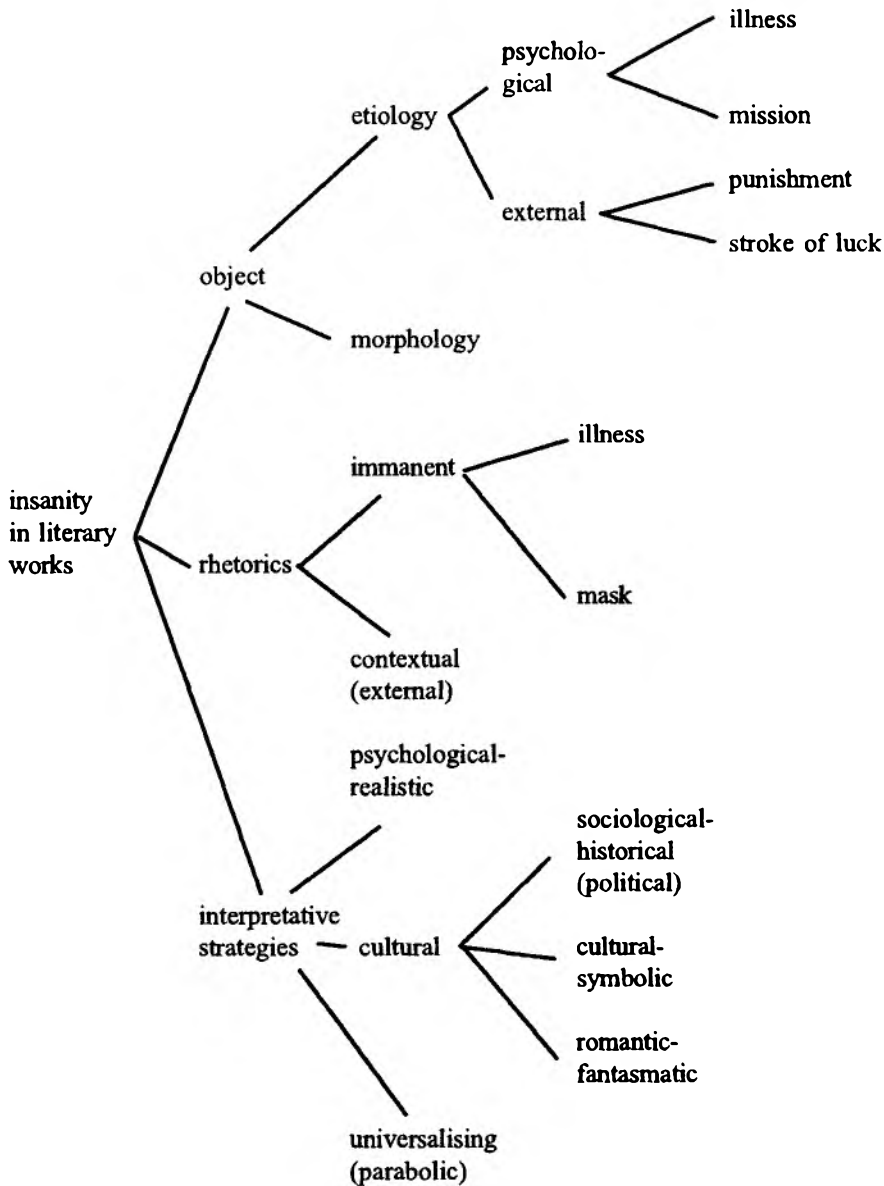 illness
psycholo-
gical
etiology
mission
punishment
external
stroke of luck
object
morphology
illness
immanent
insanity
in literary
works
rhetorics
mask
contextual
(external)
psychological-
realistic
sociological-
historical
(political)
interpretative
strategies
cultural
cultural-
symbolic
romantic-
fantasmatic
universalising
(parabolic)